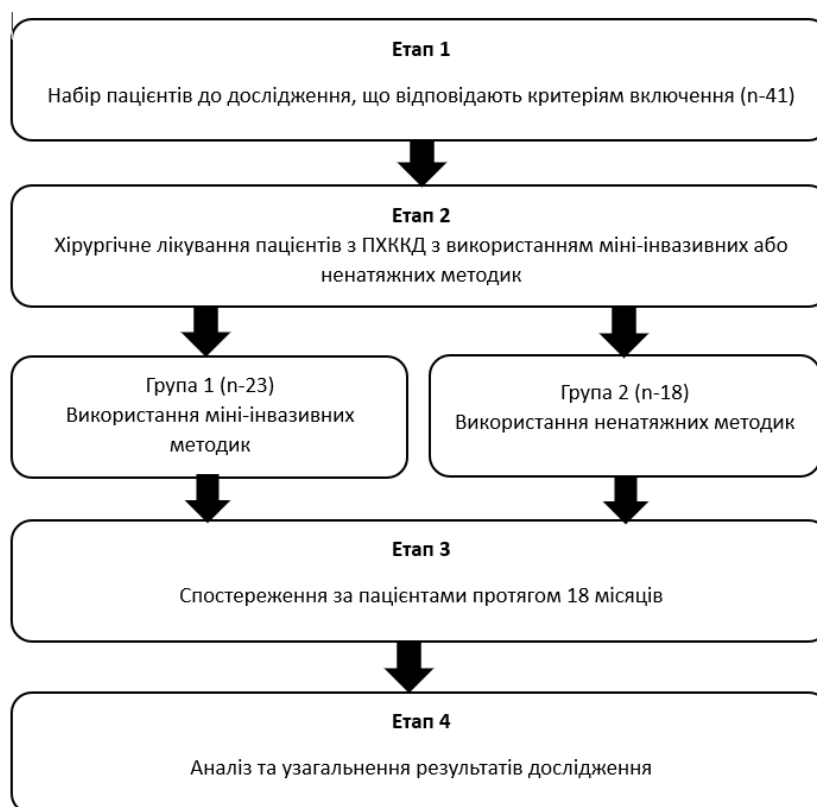 Етап 1
Набір пацієнтів до дослідження, що відповідають критеріям включення (n-41)
Етап 2
Хірургічне лікування пацієнтів з ПХККД з використанням міні-інвазивних або
ненатяжних методик
Група 1 (n-23)
Використання міні-інвазивних
методик
Група 2 (n-18)
Використання ненатяжних методик
Етап 3
Спостереження за пацієнтами протягом 18 місяців
Етап 4
Аналіз та узагальнення результатів дослідження